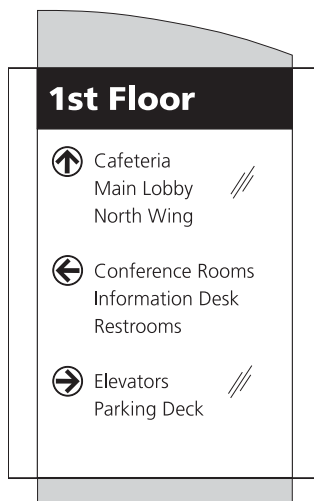 1st Floor
Cafeteria
Main Lobby
North Wing
Conference Rooms
Information Desk
Restrooms
Elevators
Parking Deck